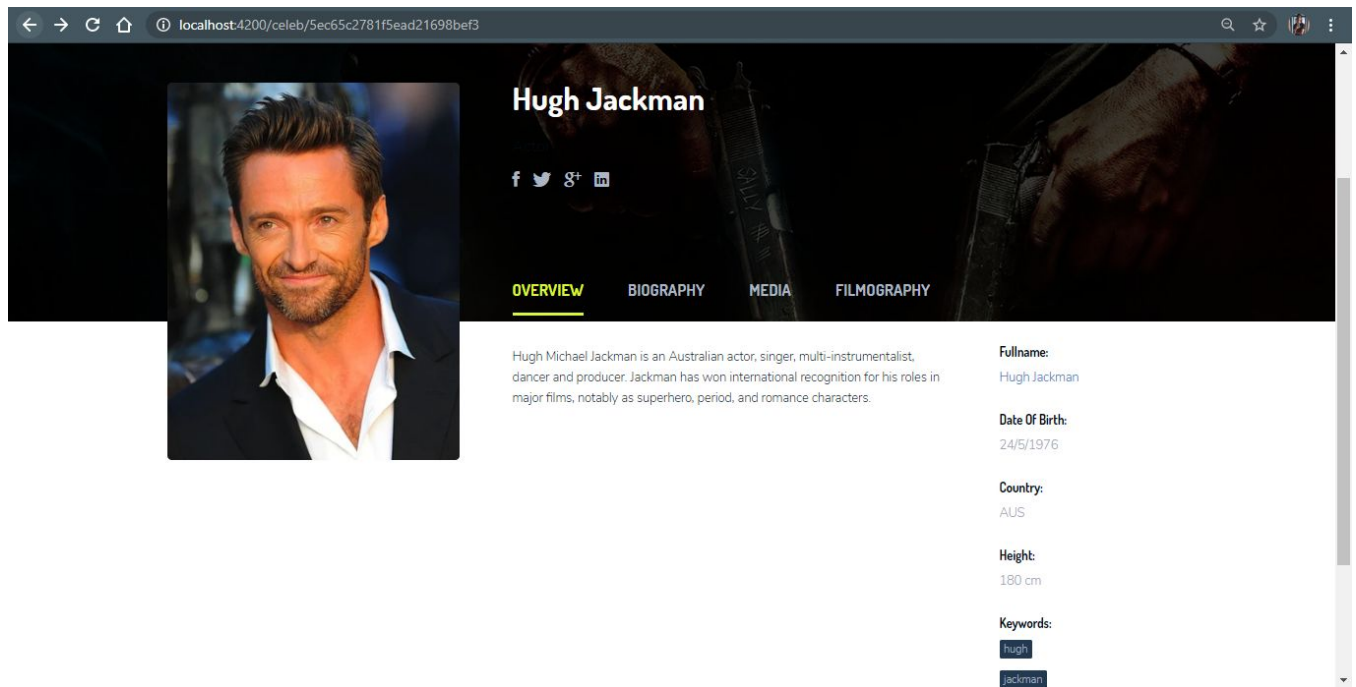 localhost:4200/celeb/5ec65c2781f5ead21698bef3
Hugh Jackman
SALLY
OVERVIEW BIOGRAPHY MEDIA FILMOGRAPHY
Hugh Michael Jackman is an Australian actor, singer, multi-instrumentalist,
dancer and producer. Jackman has won international recognition for his roles in
major films, notably as superhero, period, and romance characters.
Fullname:
Hugh Jackman
Date Of Birth:
24/5/1976
Country:
AUS
Height:
180 cm
Keywords:
hugh
jackman